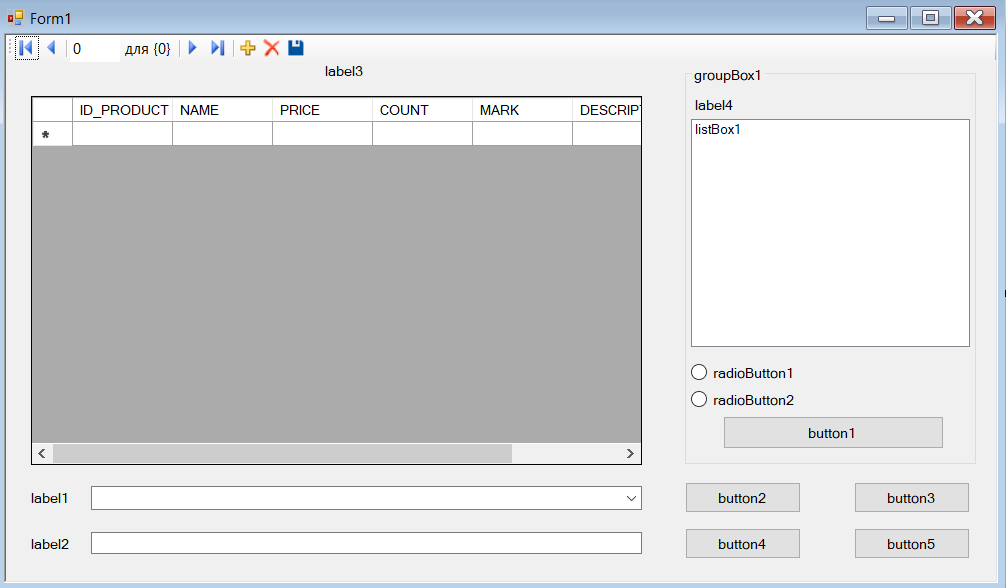 Form1
0 для {0}
label3
ID_PRODUCT NAME PRICE COUNT MARK DESCRIPT
*
groupBox1
label4
listBox1
radioButton1
radioButton2
button1
label1
button2 button3
label2
button4 button5